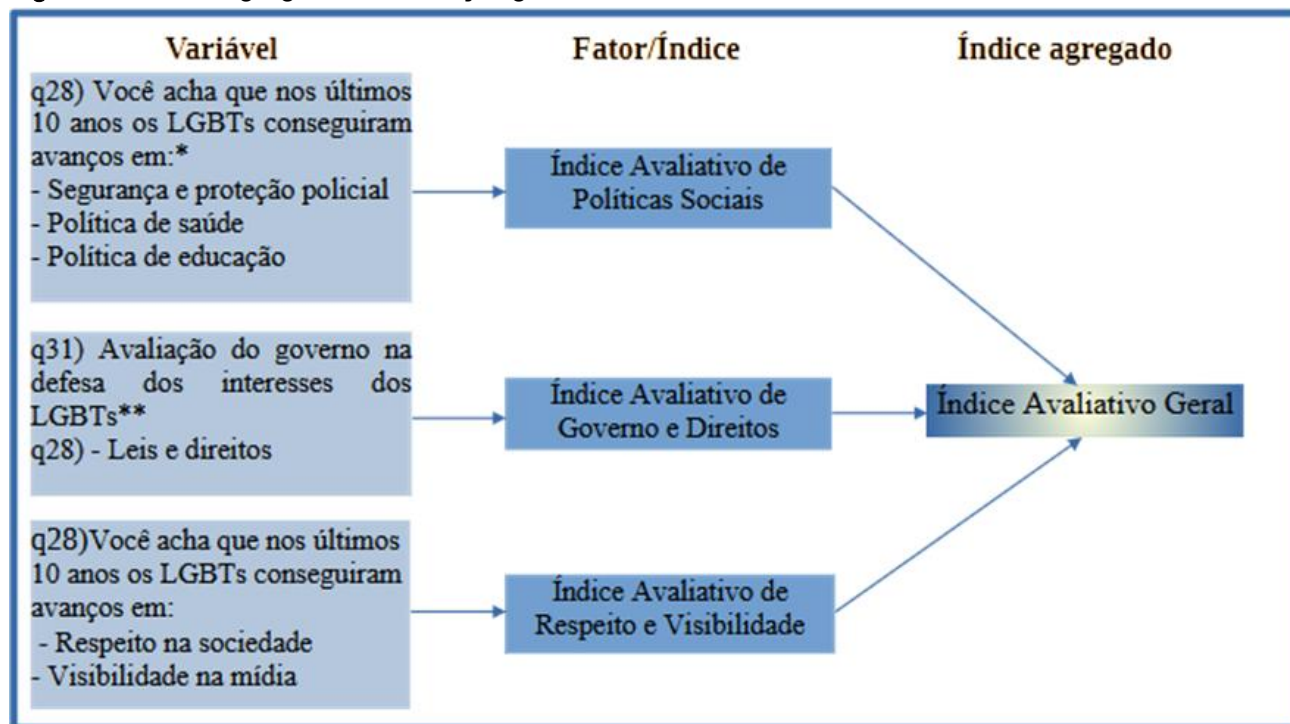 Variável
Fator/Índice
Índice agregado
q28) Você acha que nos últimos
10 anos os LGBTs conseguiram
avanços em:*
- Segurança e proteção policial
- Política de saúde
- Política de educação
Índice Avaliativo de
Políticas Sociais
q31) Avaliação do governo na
defesa dos interesses dos
LGBTs**
q28) - Leis e direitos
Índice Avaliativo de
Governo e Direitos
Índice Avaliativo Geral
q28)Você acha que nos últimos
10 anos os LGBTs conseguiram
avanços em:
- Respeito na sociedade
- Visibilidade na mídia
Índice Avaliativo de
Respeito e Visibilidade